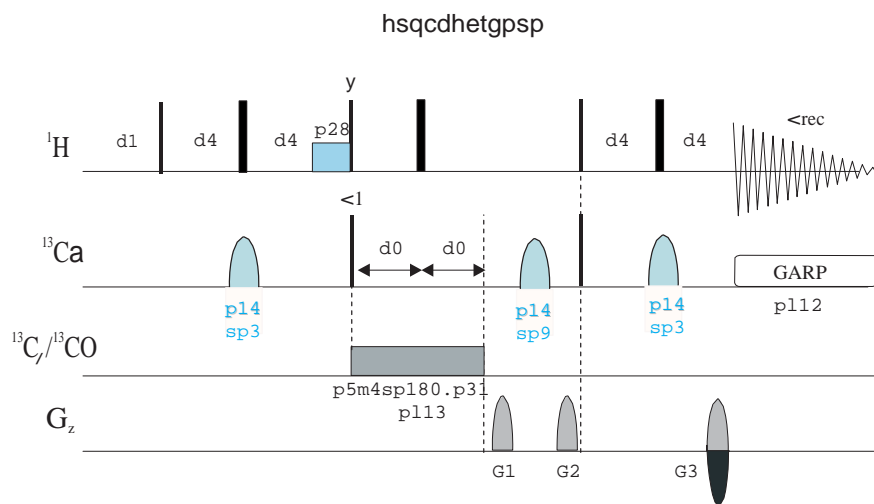 hsqcdhetgpsp
y
<rec
d1 d4 d4 p28 d4 d4
¹H
<1
¹³Ca
d0 d0
GARP
p14 p14 p14 pl12
sp3 sp9 sp3
¹³C,/¹³CO
p5m4sp180.p31
pl13
Gz
G1 G2 G3